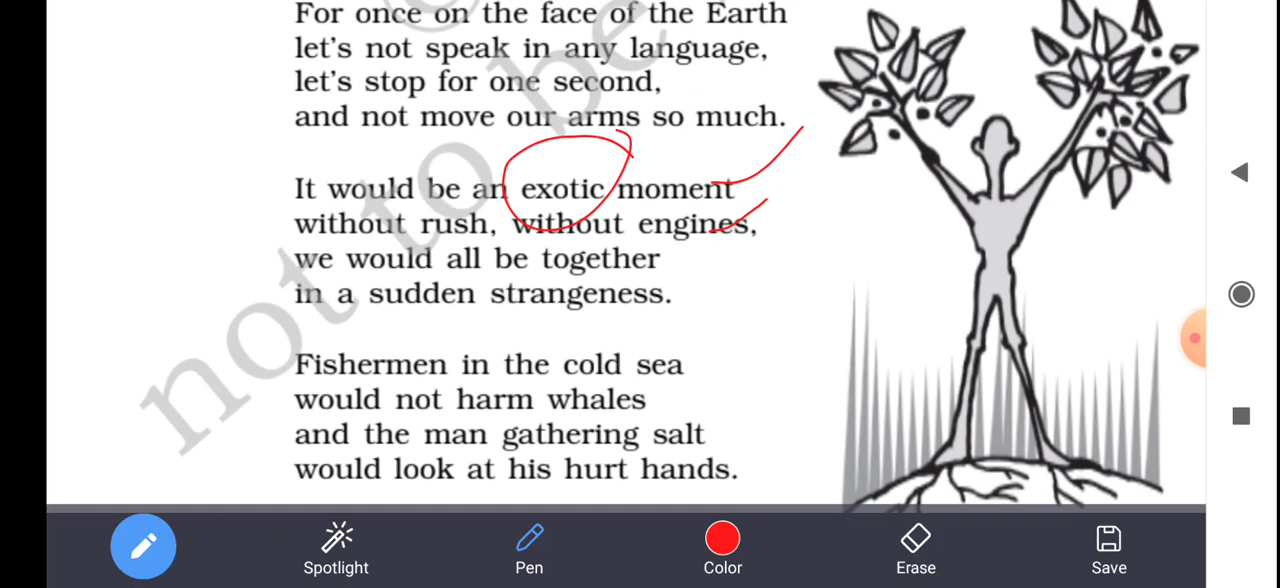 For once on the face of the Earth
let's not speak in any language,
let's stop for one second,
and not move our arms so much.
It would be an exotic moment
without rush, without engines,
we would all be together
in a sudden strangeness.
Fishermen in the cold sea
would not harm whales
and the man gathering salt
would look at his hurt hands.
not to be
Spotlight
Pen
Color
Erase
Save